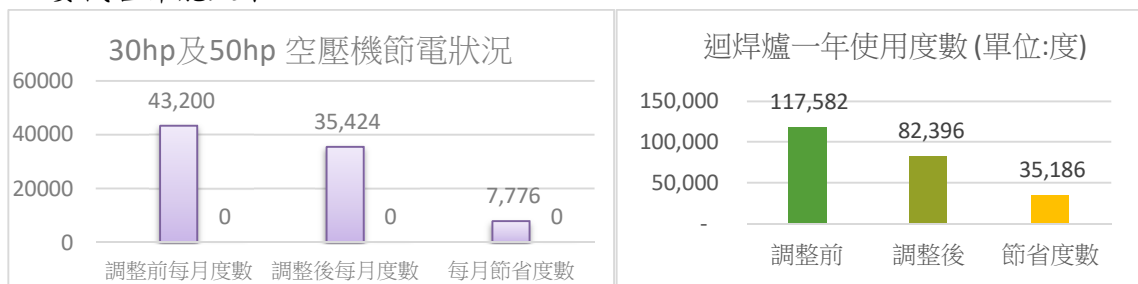 30hp及50hp 空壓機節電狀況
60000
40000
20000
0
43,200
0
35,424
0
7,776
0
調整前每月度數
調整後每月度數
每月節省度數
迴焊爐一年使用度數 (單位:度)
150,000
100,000
50,000
-
117,582
82,396
35,186
調整前
調整後
節省度數